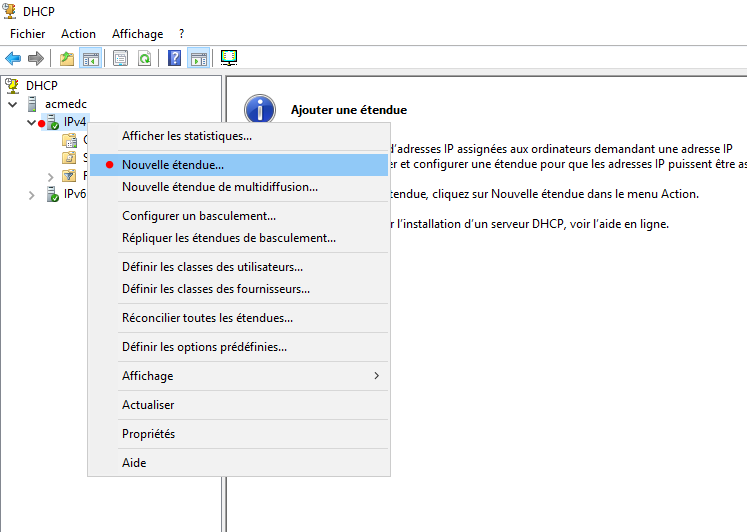 DHCP
Fichier Action Affichage ?
DHCP
acmedc
IPv4
IPv6
Afficher les statistiques...
Nouvelle étendue...
Nouvelle étendue de multidiffusion...
Configurer un basculement...
Répliquer les étendues de basculement...
Définir les classes des utilisateurs...
Définir les classes des fournisseurs...
Réconcilier toutes les étendues...
Définir les options prédéfinies...
Affichage
Actualiser
Propriétés
Aide
Ajouter une étendue
d'adresses IP assignées aux ordinateurs demandant une adresse IP
er et configurer une étendue pour que les adresses IP puissent être as
tendue, cliquez sur Nouvelle étendue dans le menu Action.
r l'installation d'un serveur DHCP, voir l'aide en ligne.